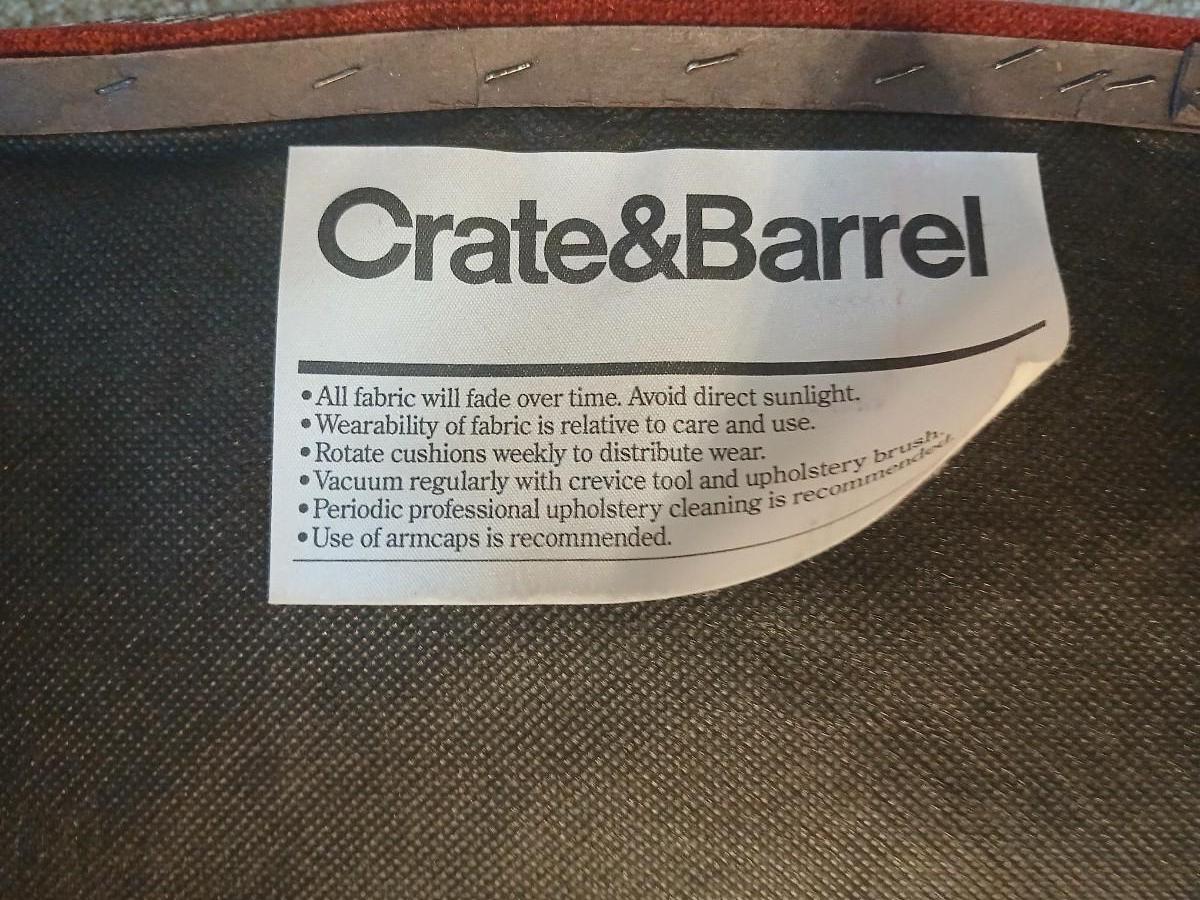 Crate&Barrel
•All fabric will fade over time. Avoid direct sunlight.
•Wearability of fabric is relative to care and use.
•Rotate cushions weekly to distribute wear.
•Vacuum regularly with crevice tool and upholstery brush.
•Periodic professional upholstery cleaning is recommended.
•Use of armcaps is recommended.